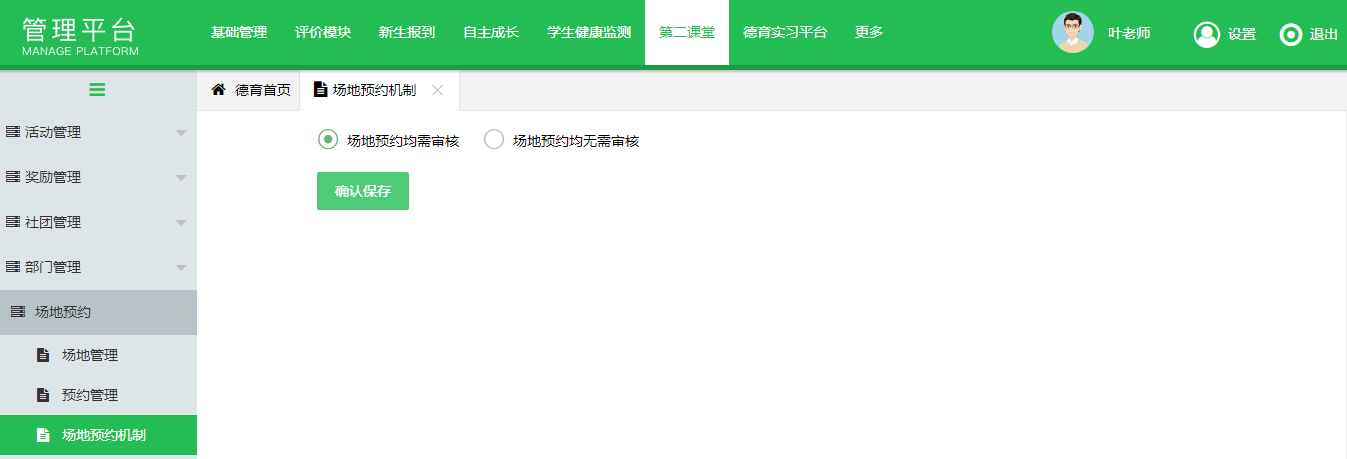 管理平台
MANAGE PLATFORM
基础管理 评价模块 新生报到 自主成长 学生健康监测 第二课堂 德育实习平台 更多
叶老师 设置 退出
德育首页 场地预约机制
活动管理
奖励管理
社团管理
部门管理
场地预约
场地管理
预约管理
场地预约机制
场地预约均需审核 场地预约均无需审核
确认保存